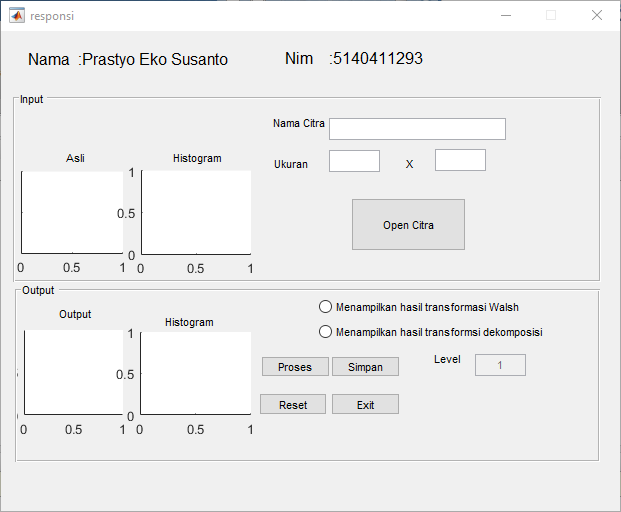 responsi
Nama :Prastyo Eko Susanto
Nim :5140411293
Input
Nama Citra
Asli
Histogram
Ukuran
X
1
0.5
0
0 0.5 1
0 0.5 1
Open Citra
Output
Output
Histogram
Menampilkan hasil transformasi Walsh
Menampilkan hasil transformsi dekomposisi
1
0.5
0
0 0.5 1
0 0.5 1
Proses
Simpan
Level
1
Reset
Exit